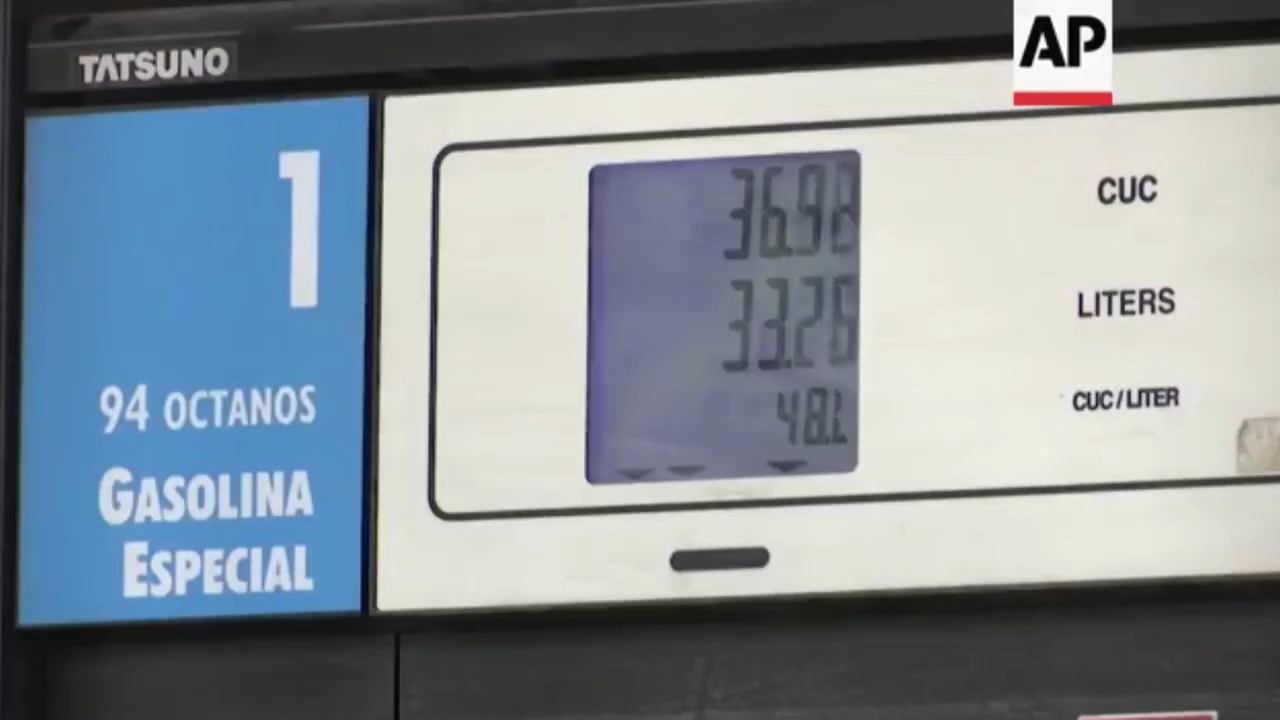 TATSUNO
AP
1
94 OCTANOS
GASOLINA
ESPECIAL
CUC
LITERS
CUC/LITER